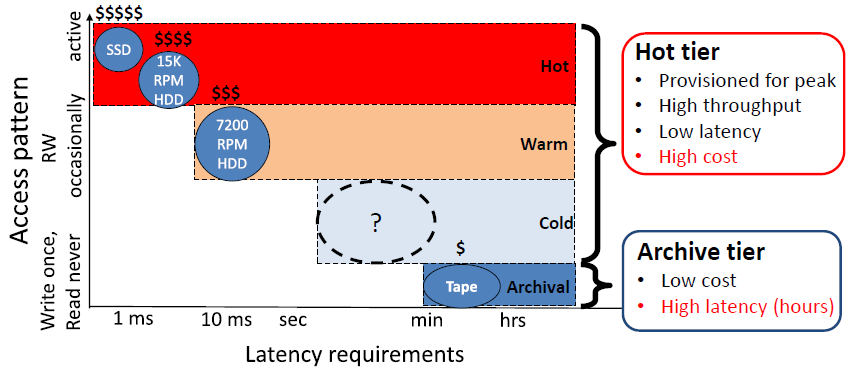 $$$$$
SSD
$$$$
15K
RPM
HDD
Hot
$$$
7200
RPM
HDD
Warm
?
Cold
$
Tape
Archival
Access pattern
active
RW
occasionally
Write once,
Read never
1 ms
10 ms
sec
min
hrs
Latency requirements
Hot tier
• Provisioned for peak
• High throughput
• Low latency
• High cost
Archive tier
• Low cost
• High latency (hours)